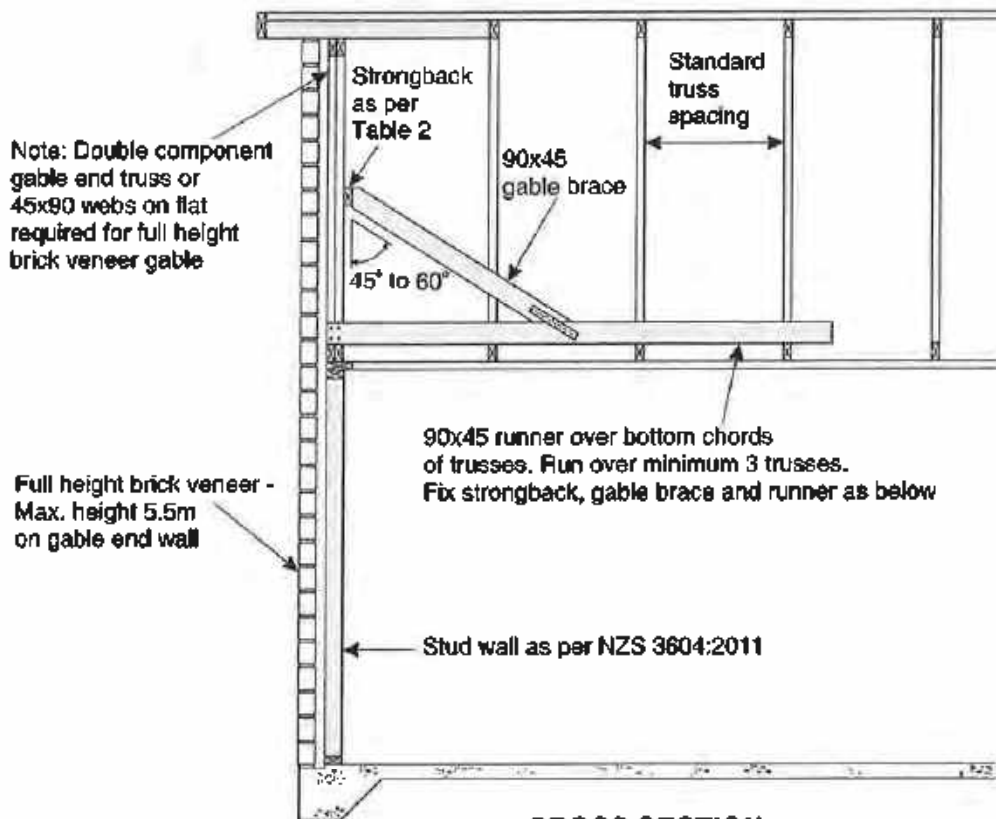 Strongback
as per
Table 2
Standard
truss
spacing
Note: Double component
gable end truss or
45x90 webs on flat
required for full height
brick veneer gable
90x45
gable brace
45° to 60°
90x45 runner over bottom chords
of trusses. Run over minimum 3 trusses.
Fix strongback, gable brace and runner as below
Full height brick veneer -
Max. height 5.5m
on gable end wall
Stud wall as per NZS 3604:2011